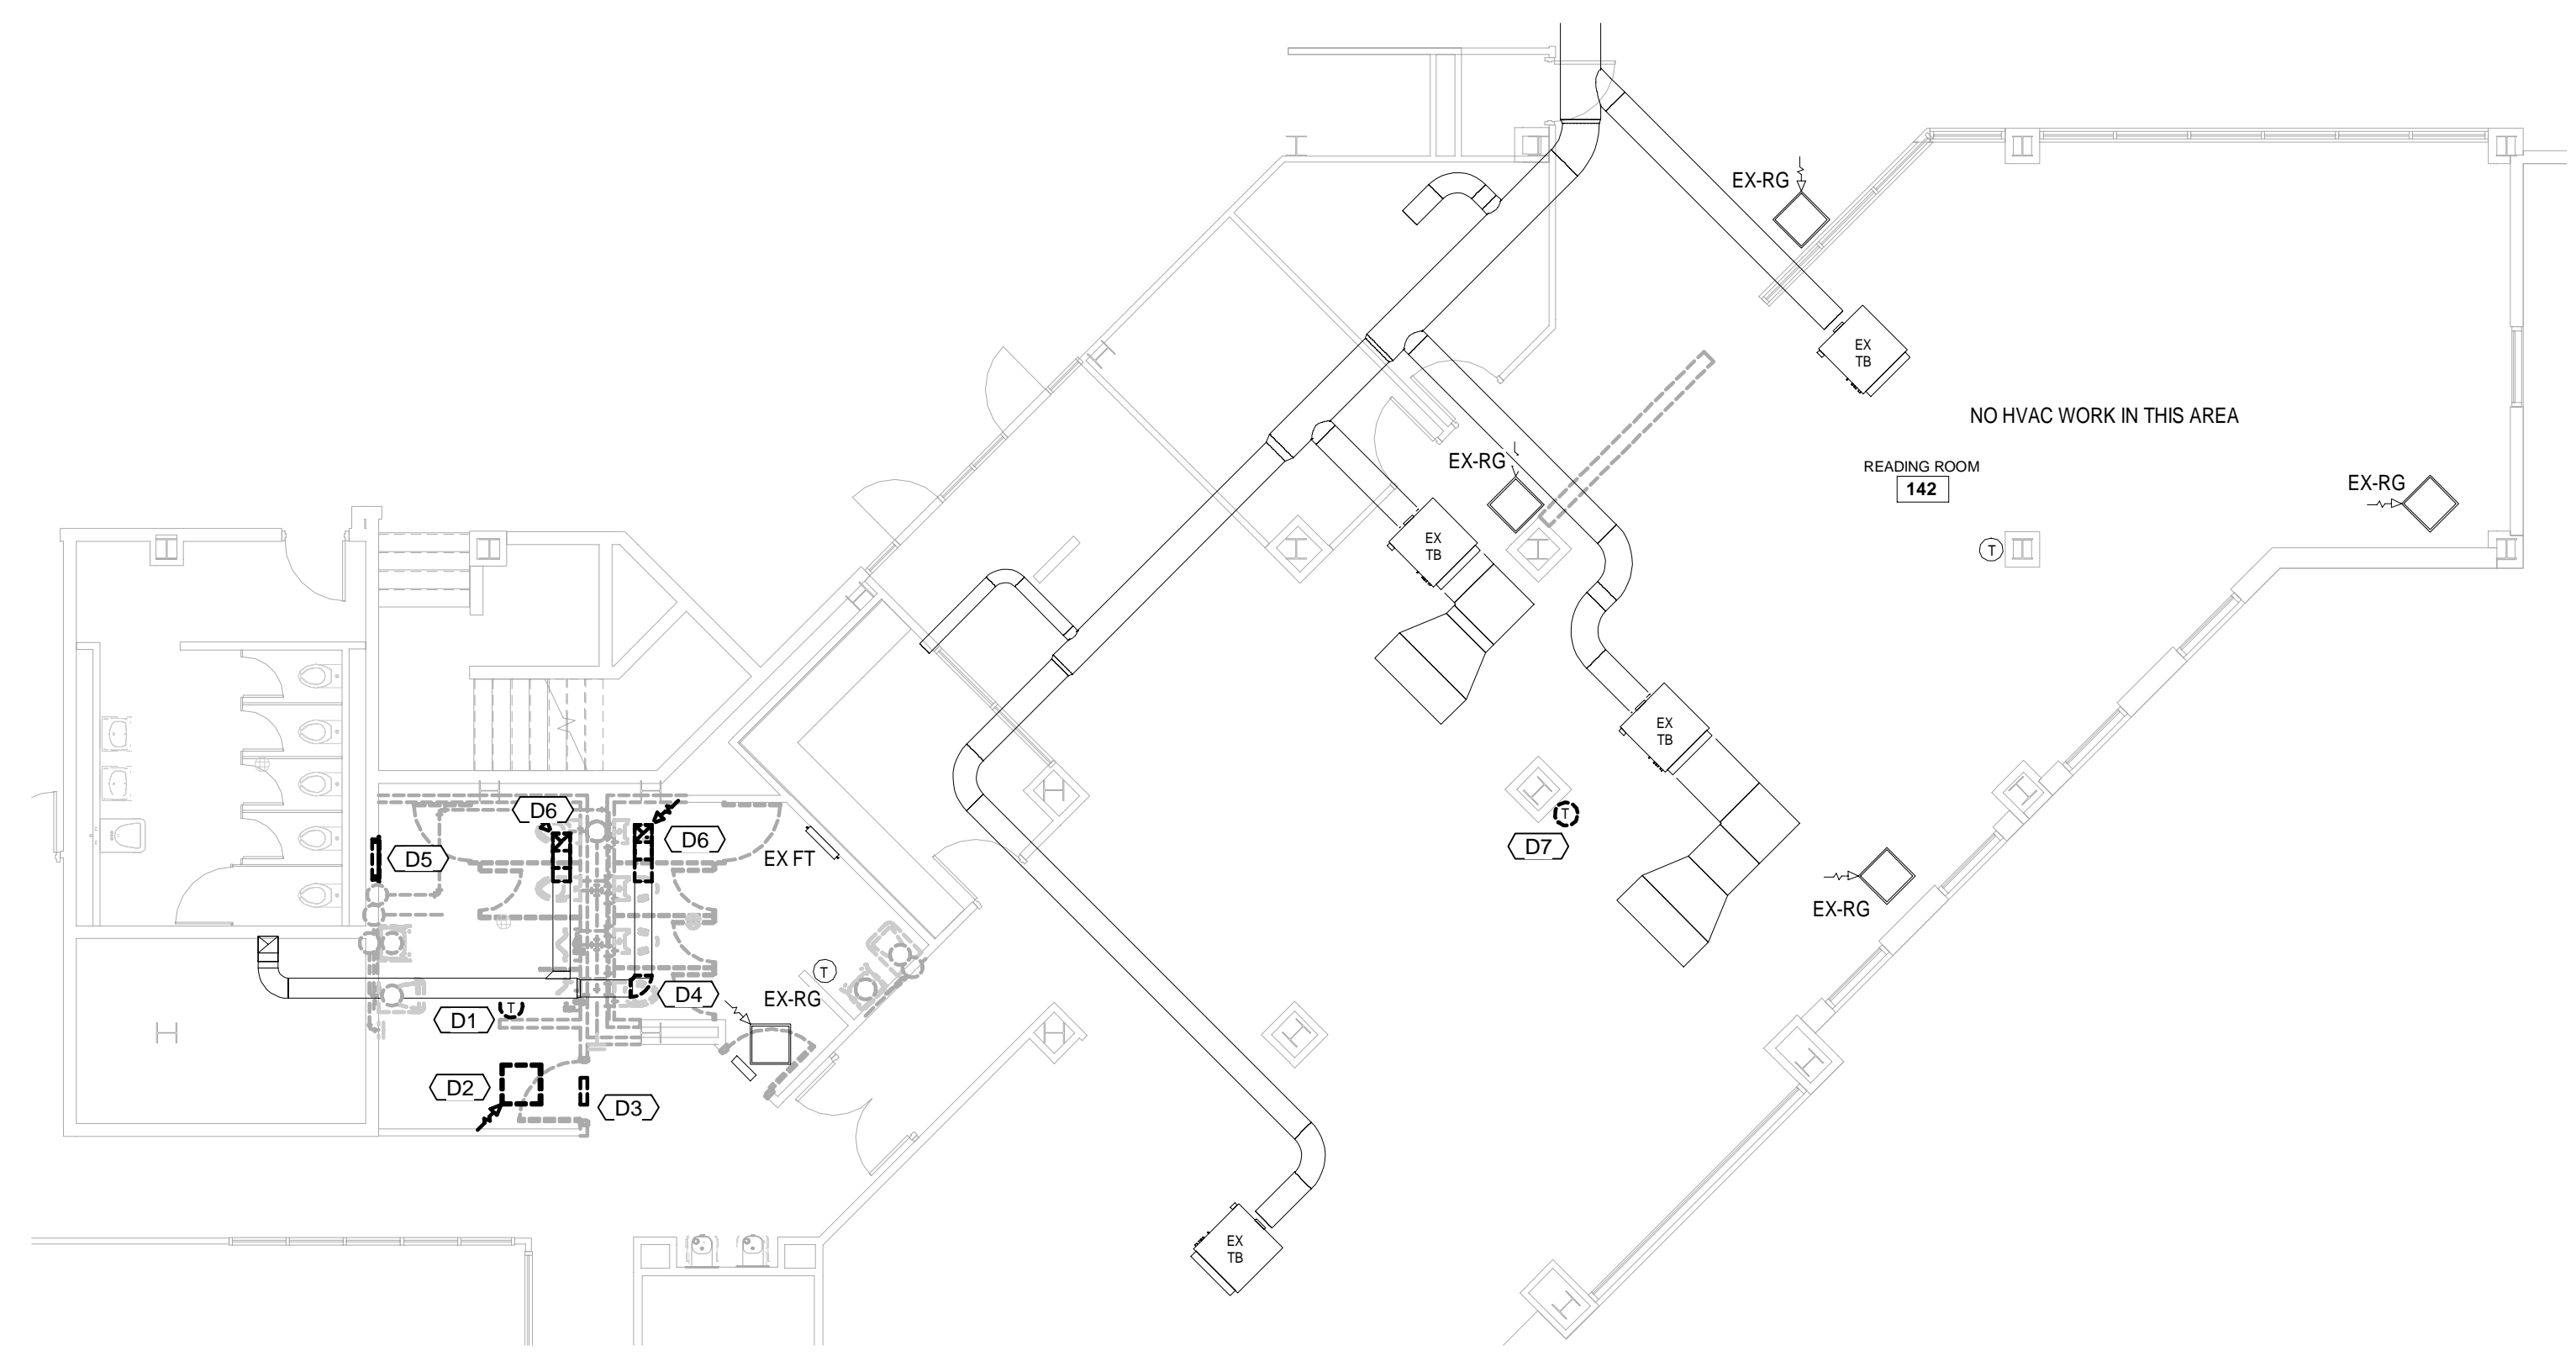 EX-RG
EX
TB
NO HVAC WORK IN THIS AREA
EX-RG
READING ROOM
142
EX-RG
EX
TB
T
EX
TB
D6
D6
T
D7
D5
EX FT
EX-RG
T
D4
EX-RG
T
D1
D2
D3
EX
TB